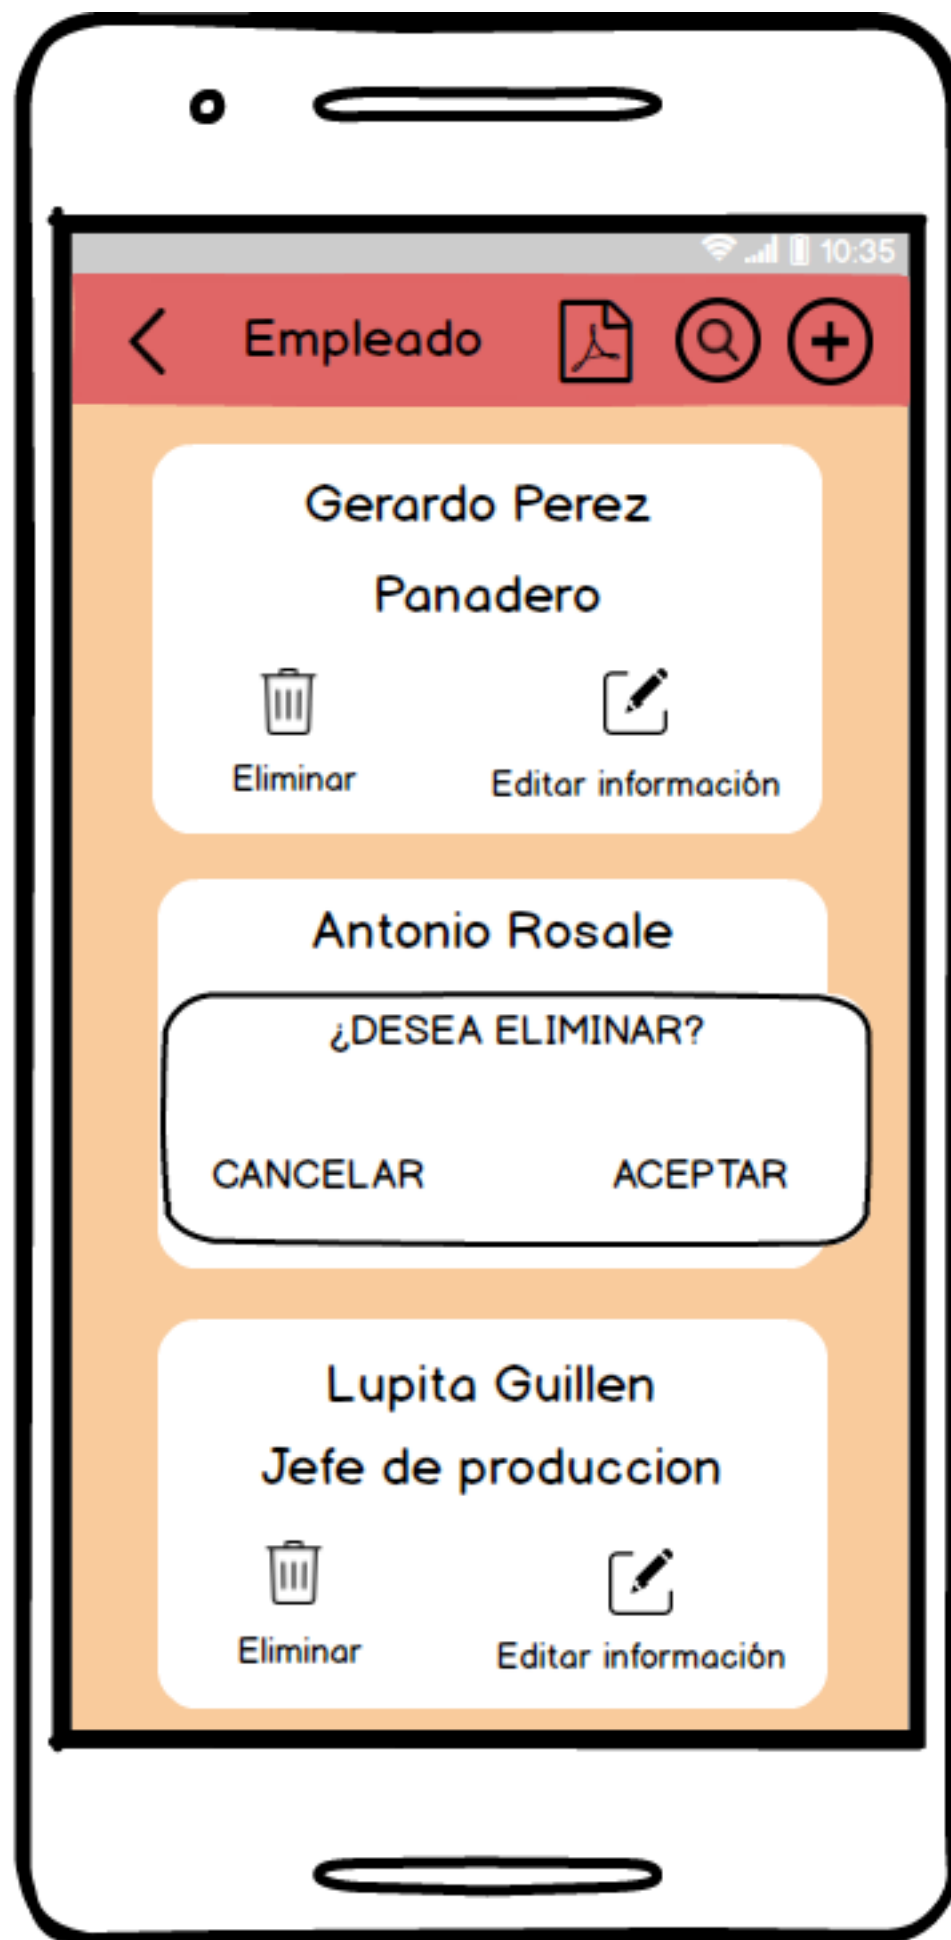 10:35
Empleado
Gerardo Perez
Panadero
Eliminar Editar información
Antonio Rosale
¿DESEA ELIMINAR?
CANCELAR ACEPTAR
Lupita Guillen
Jefe de produccion
Eliminar Editar información